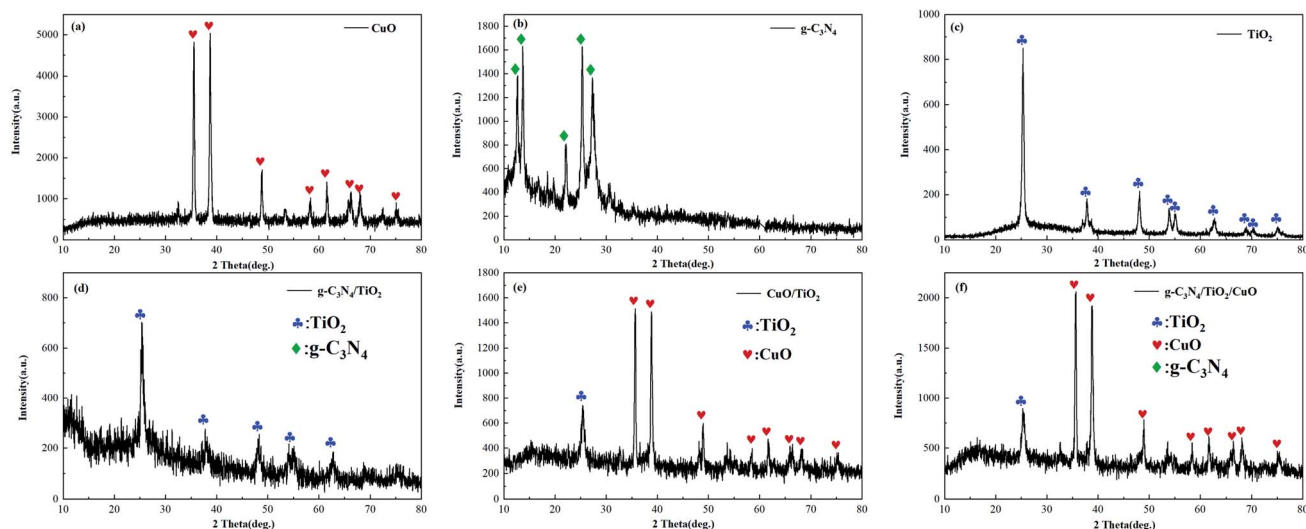 (a)
CuO
Intensity(a.u.)
5000
4000
3000
2000
1000
0
10 20 30 40 50 60 70 80
2 Theta(deg.)
(b)
g-C₃N₄
Intensity(a.u.)
1800
1600
1400
1200
1000
800
600
400
200
0
10 20 30 40 50 60 70 80
2 Theta(deg.)
(c)
TiO₂
Intensity(a.u.)
1000
800
600
400
200
0
10 20 30 40 50 60 70 80
2 Theta(deg.)
(d)
g-C₃N₄/TiO₂
:TiO₂
:g-C₃N₄
Intensity(a.u.)
800
600
400
200
0
10 20 30 40 50 60 70 80
2 Theta(deg.)
(e)
CuO/TiO₂
:TiO₂
:CuO
Intensity(a.u.)
1800
1600
1400
1200
1000
800
600
400
200
0
10 20 30 40 50 60 70 80
2 Theta(deg.)
(f)
g-C₃N₄/TiO₂/CuO
:TiO₂
:CuO
:g-C₃N₄
Intensity(a.u.)
2000
1500
1000
500
0
10 20 30 40 50 60 70 80
2 Theta(deg.)